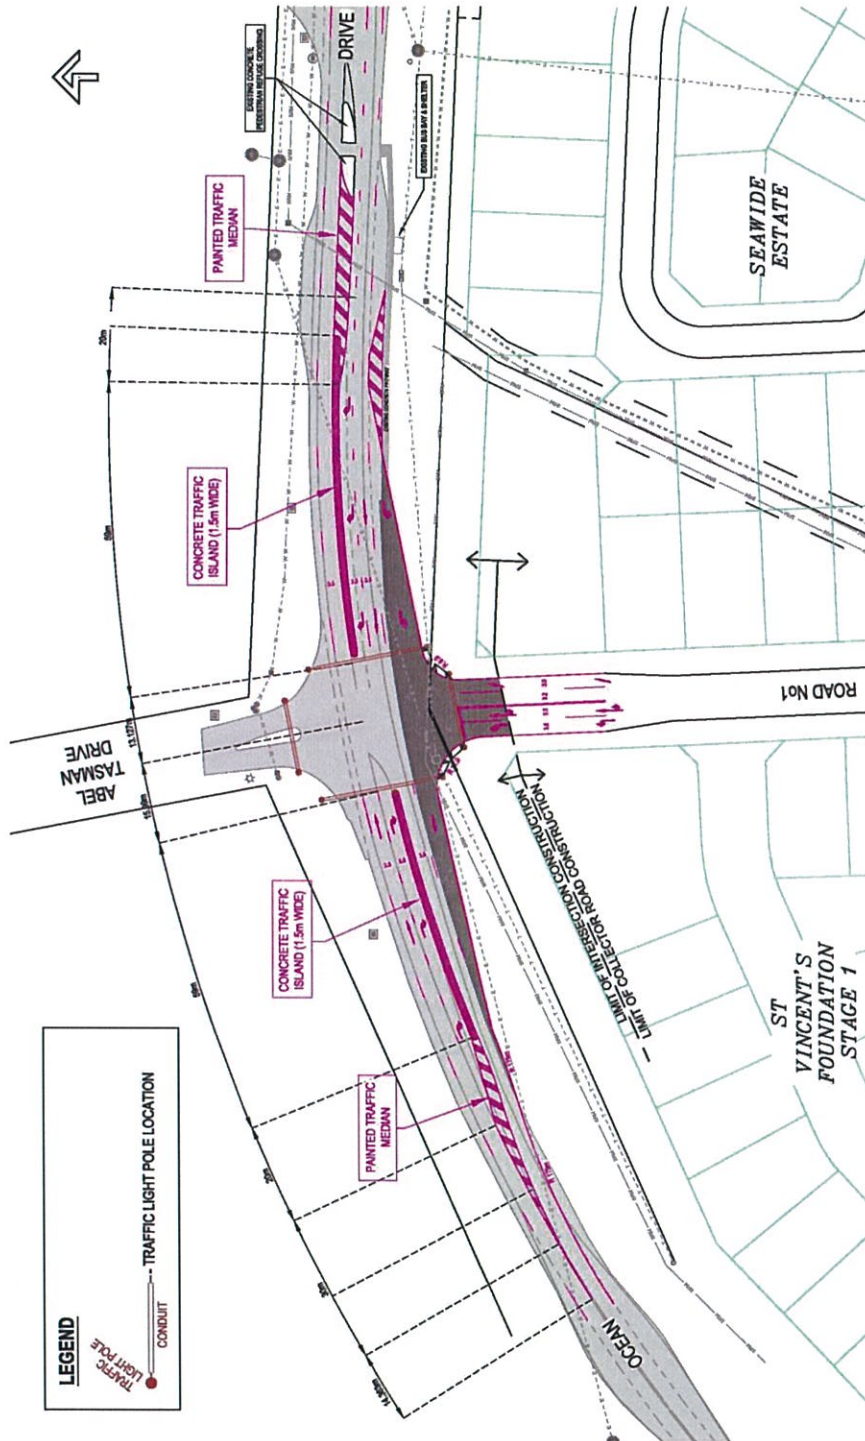 LEGEND
TRAFFIC
LIGHT POLE
CONDUIT
TRAFFIC LIGHT POLE LOCATION
EXISTING CONCRETE
PEDESTRIAN REFUGE CROSSING
DRIVE
EXISTING BUS BAY & SHELTER
PAINTED TRAFFIC
MEDIAN
20m
CONCRETE TRAFFIC
ISLAND (1.5m WIDE)
SEAWIDE
ESTATE
ABEL
TASMAN
DRIVE
13.127m
ROAD No1
CONCRETE TRAFFIC
ISLAND (1.5m WIDE)
LIMIT OF INTERSECTION CONSTRUCTION
LIMIT OF COLLECTOR ROAD CONSTRUCTION
PAINTED TRAFFIC
MEDIAN
20m
ST
VINCENT'S
FOUNDATION
STAGE 1
OCEAN